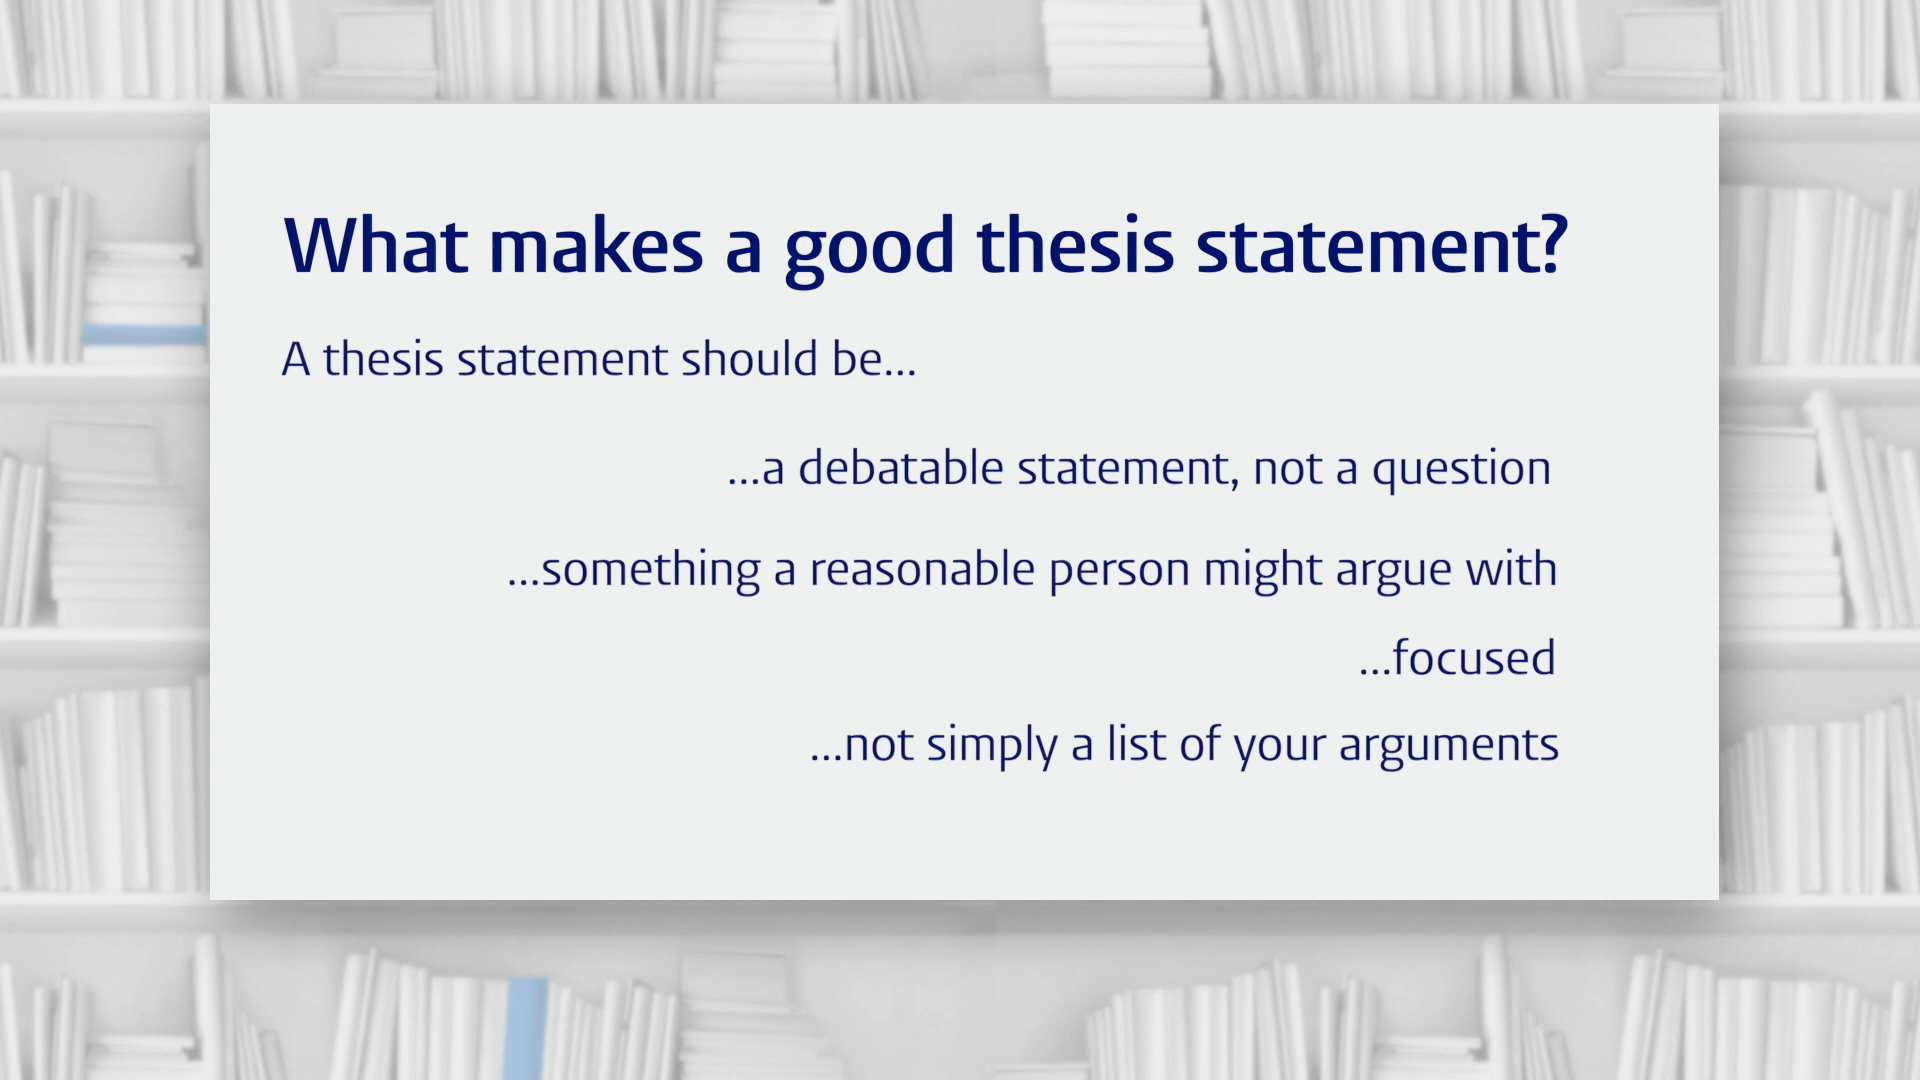 What makes a good thesis statement?
A thesis statement should be...
...a debatable statement, not a question
...something a reasonable person might argue with
...focused
...not simply a list of your arguments